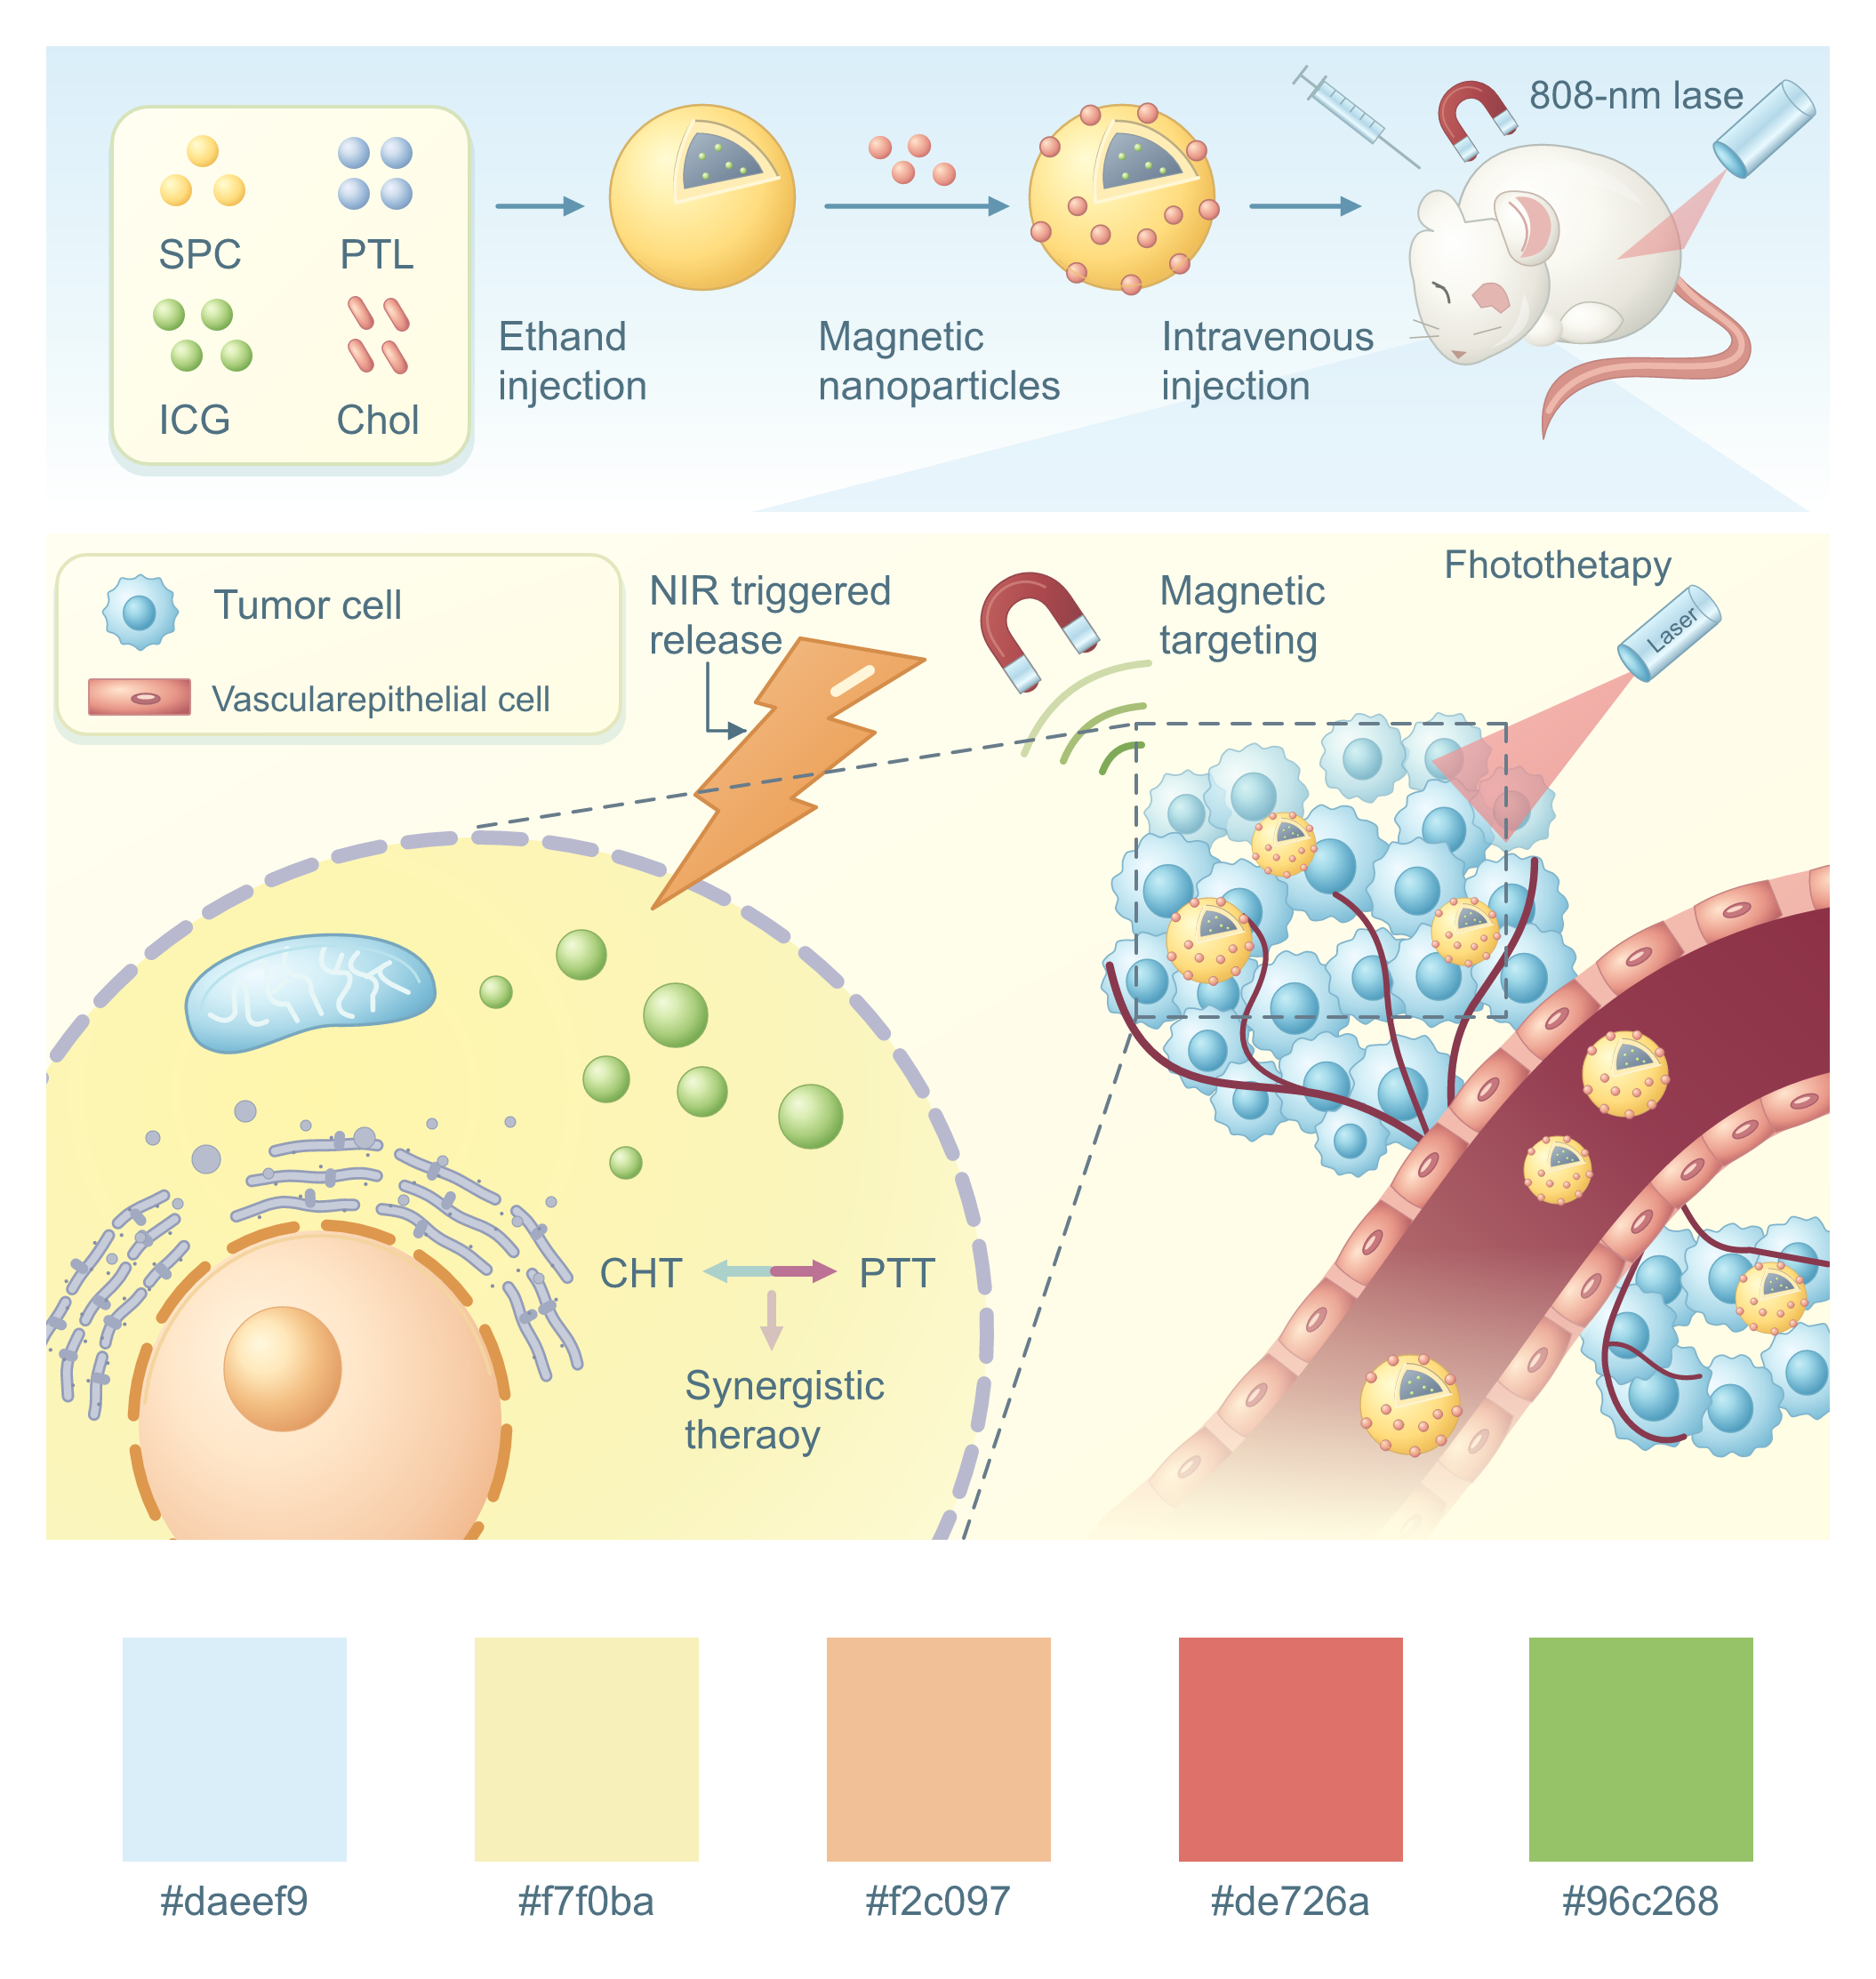 808-nm lase
SPC
PTL
ICG
Chol
Ethand
injection
Magnetic
nanoparticles
Intravenous
injection
Tumor cell
Vascularepithelial cell
NIR triggered
release
Magnetic
targeting
Fhotothetapy
Laser
CHT
PTT
Synergistic
theraoy
#daeef9
#f7f0ba
#f2c097
#de726a
#96c268